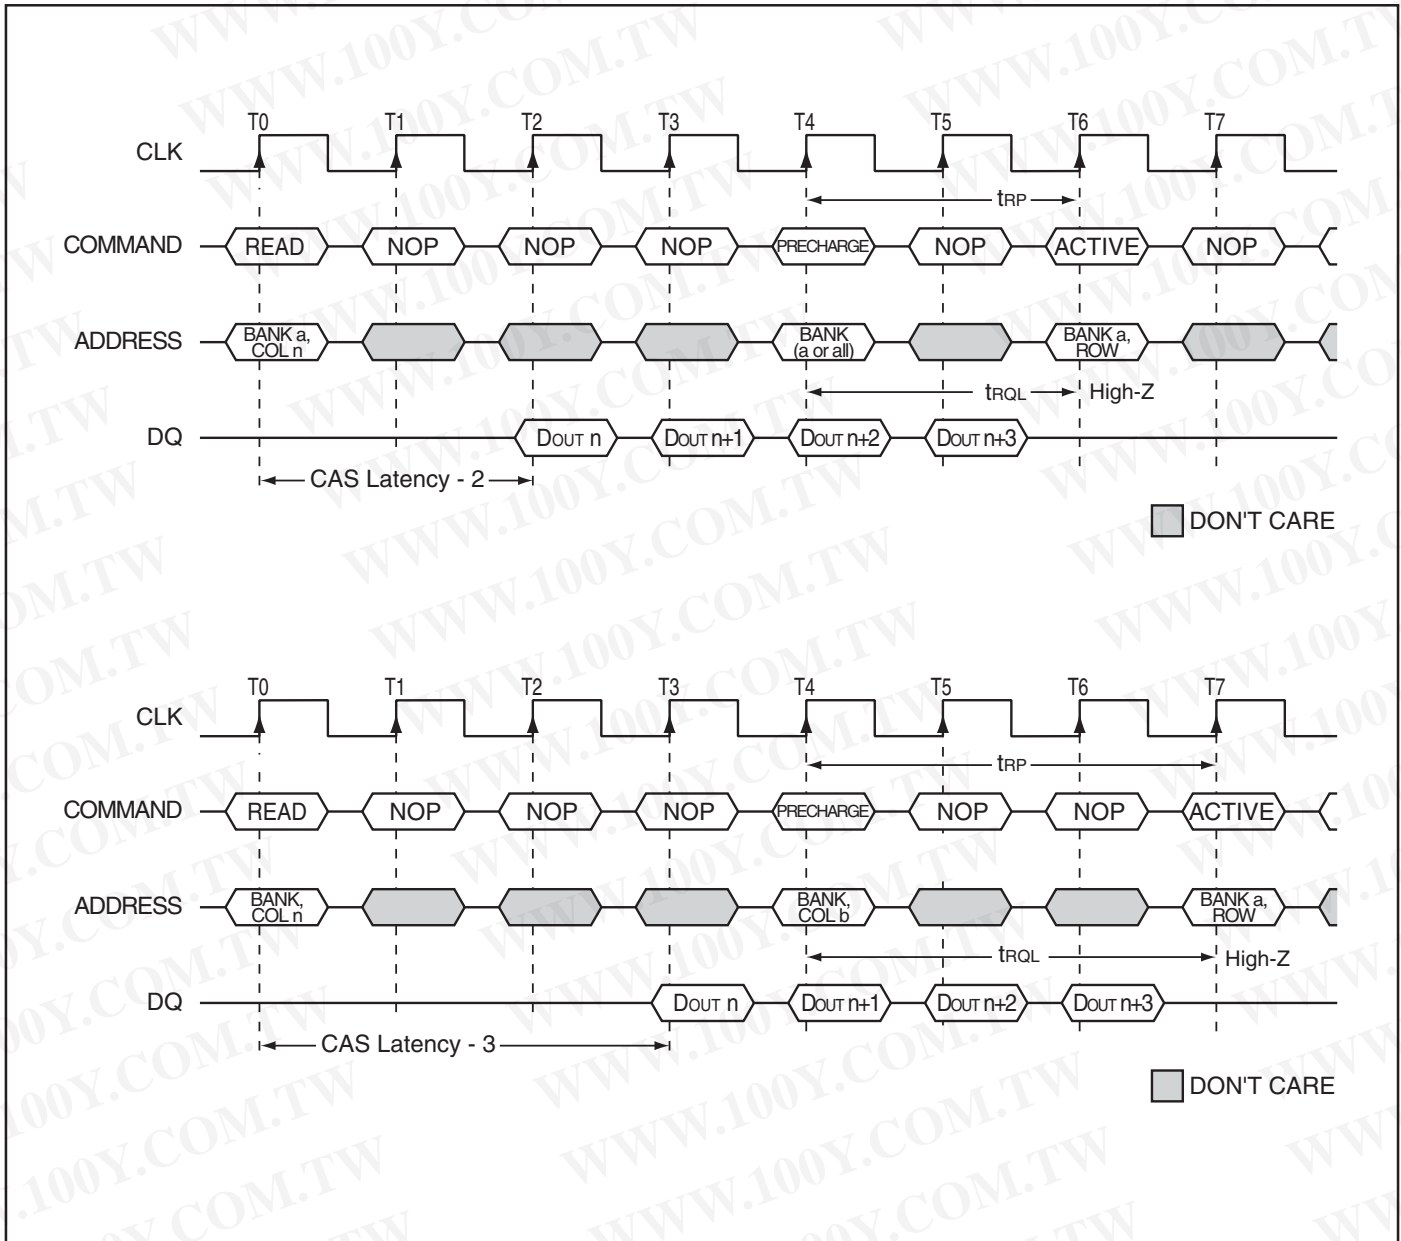 T0 T1 T2 T3 T4 T5 T6 T7
CLK
tRP
COMMAND READ NOP NOP NOP PRECHARGE NOP ACTIVE NOP
ADDRESS BANK a, COL n BANK (a or all) BANK a, ROW
tRQL High-Z
DQ DOUT n DOUT n+1 DOUT n+2 DOUT n+3
CAS Latency - 2
DON'T CARE
T0 T1 T2 T3 T4 T5 T6 T7
CLK
tRP
COMMAND READ NOP NOP NOP PRECHARGE NOP NOP ACTIVE
ADDRESS BANK, COL n BANK, COL b BANK a, ROW
tRQL High-Z
DQ DOUT n DOUT n+1 DOUT n+2 DOUT n+3
CAS Latency - 3
DON'T CARE
WWW.100Y.COM.TW